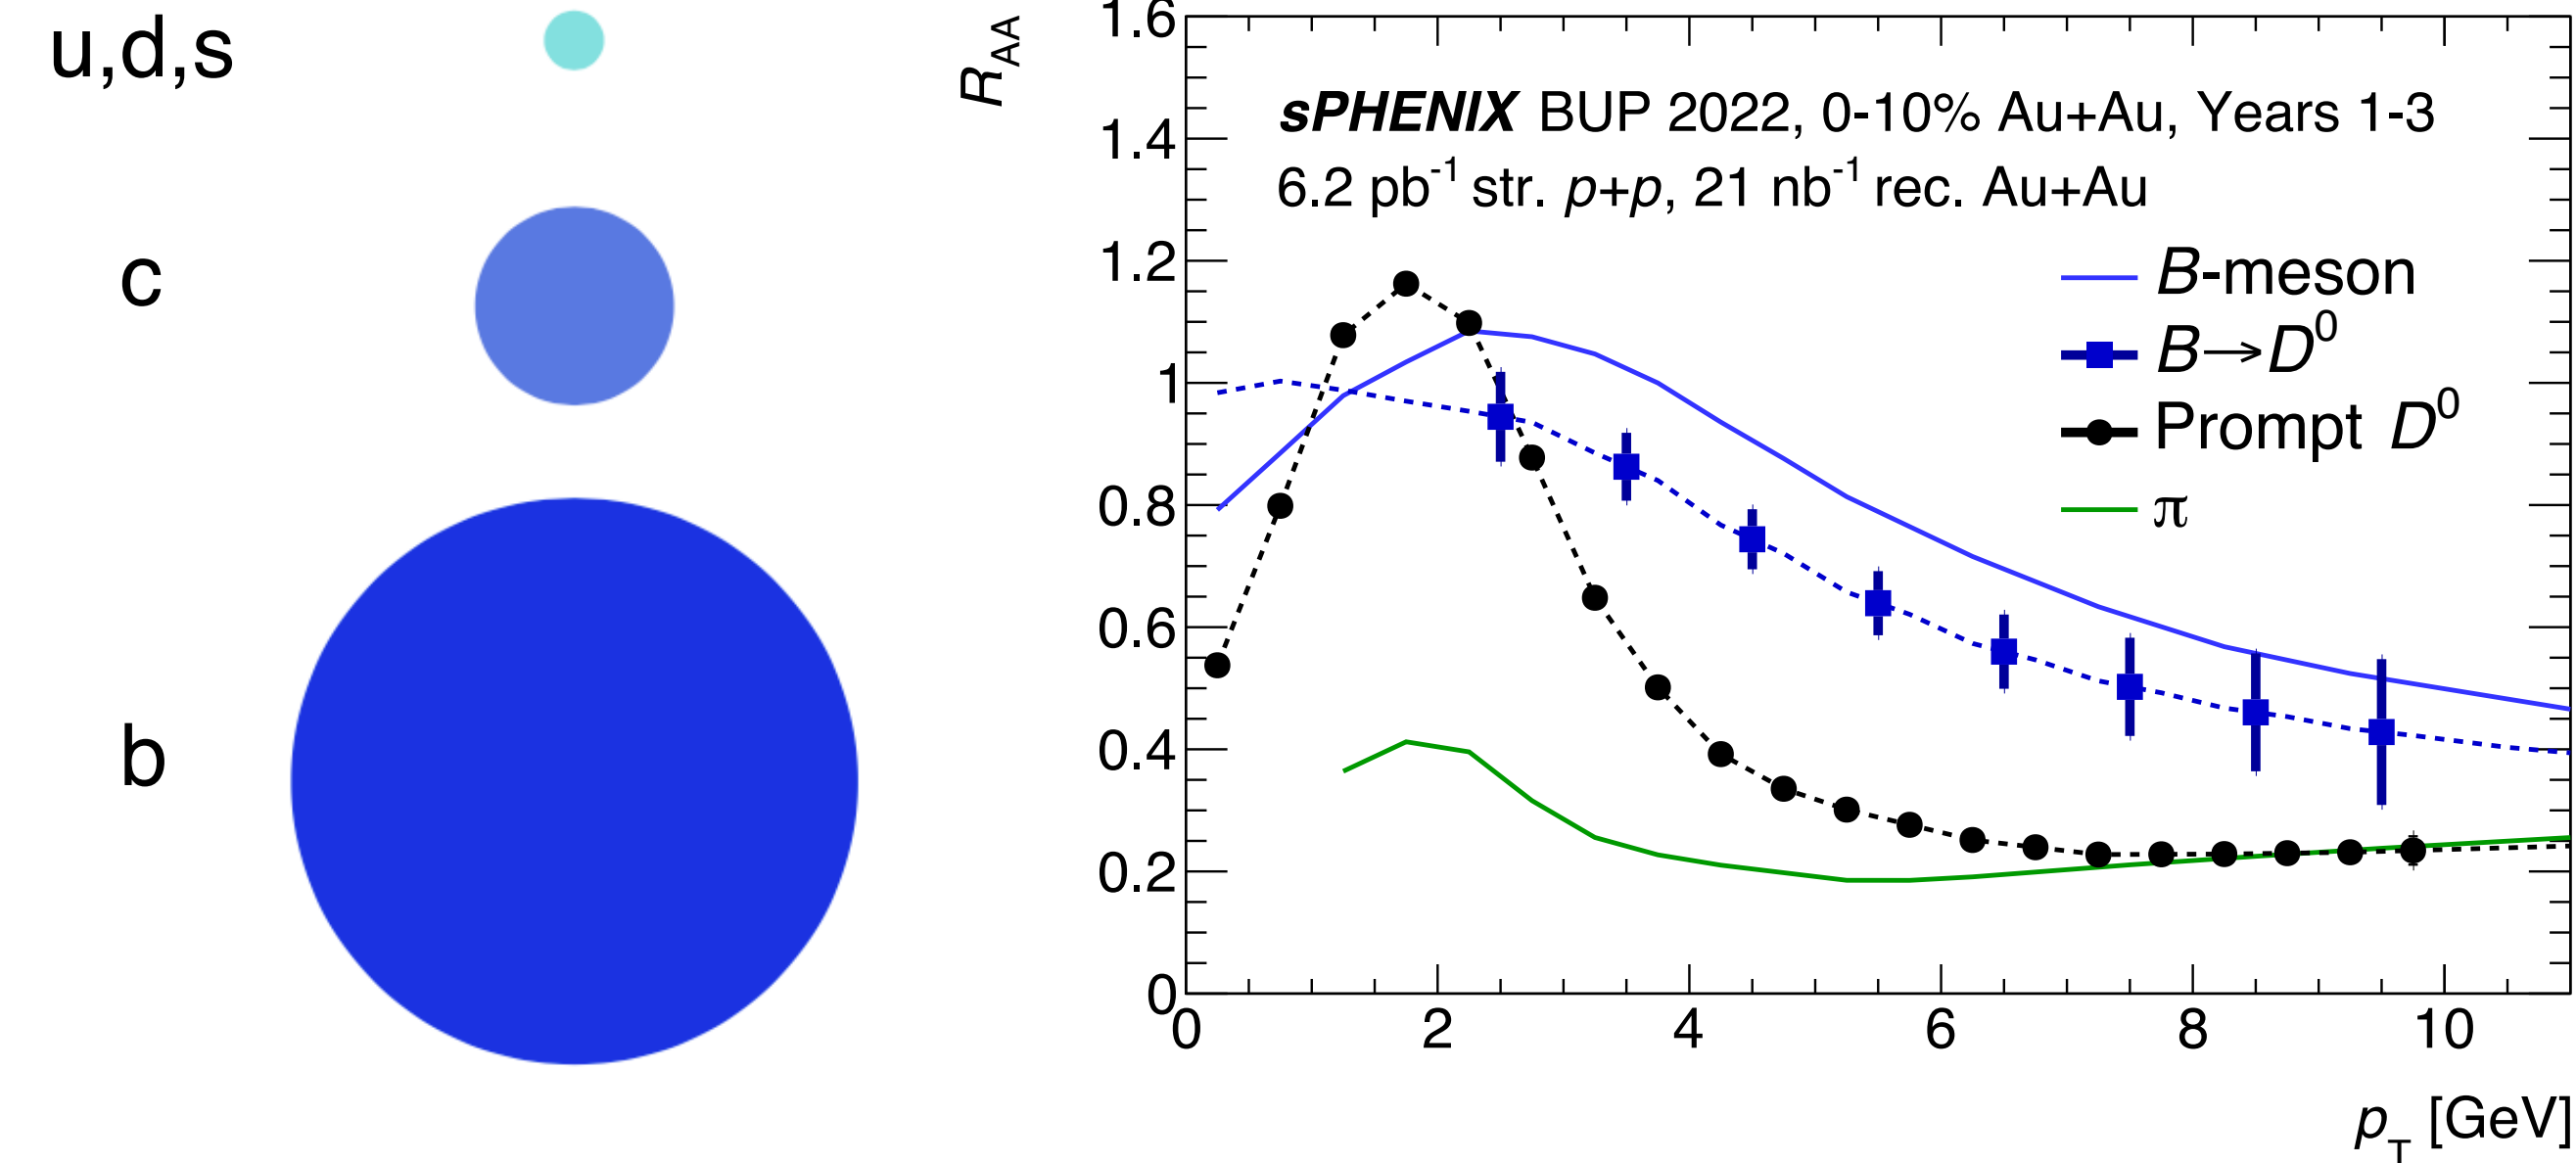 u,d,s
c
b
R_AA
1.6
1.4
1.2
1
0.8
0.6
0.4
0.2
0
sPHENIX BUP 2022, 0-10% Au+Au, Years 1-3
6.2 pb⁻¹ str. p+p, 21 nb⁻¹ rec. Au+Au
B-meson
B→D⁰
Prompt D⁰
π
0 2 4 6 8 10
p_T [GeV]